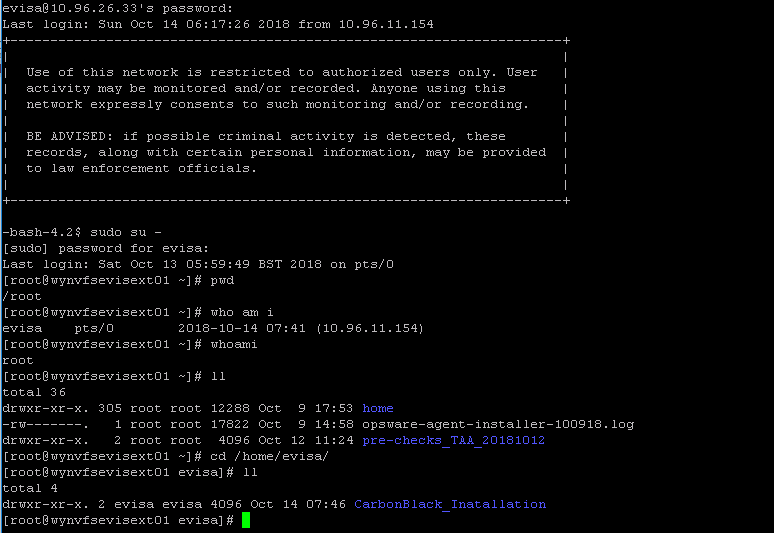 evisa@10.96.26.33's password:
Last login: Sun Oct 14 06:17:26 2018 from 10.96.11.154
+---------------------------------------------------------------------+
|                                                                     |
|  Use of this network is restricted to authorized users only. User   |
|  activity may be monitored and/or recorded. Anyone using this       |
|  network expressly consents to such monitoring and/or recording.    |
|                                                                     |
|  BE ADVISED: if possible criminal activity is detected, these       |
|  records, along with certain personal information, may be provided  |
|  to law enforcement officials.                                      |
|                                                                     |
+---------------------------------------------------------------------+
-bash-4.2$ sudo su -
[sudo] password for evisa:
Last login: Sat Oct 13 05:59:49 BST 2018 on pts/0
[root@wynvfsevisext01 ~]# pwd
/root
[root@wynvfsevisext01 ~]# who am i
evisa    pts/0        2018-10-14 07:41 (10.96.11.154)
[root@wynvfsevisext01 ~]# whoami
root
[root@wynvfsevisext01 ~]# ll
total 36
drwxr-xr-x. 305 root root 12288 Oct  9 17:53 home
-rw-------.   1 root root 17822 Oct  9 14:58 opsware-agent-installer-100918.log
drwxr-xr-x.   2 root root  4096 Oct 12 11:24 pre-checks_TAA_20181012
[root@wynvfsevisext01 ~]# cd /home/evisa/
[root@wynvfsevisext01 evisa]# ll
total 4
drwxr-xr-x. 2 evisa evisa 4096 Oct 14 07:46 CarbonBlack_Inatallation
[root@wynvfsevisext01 evisa]#